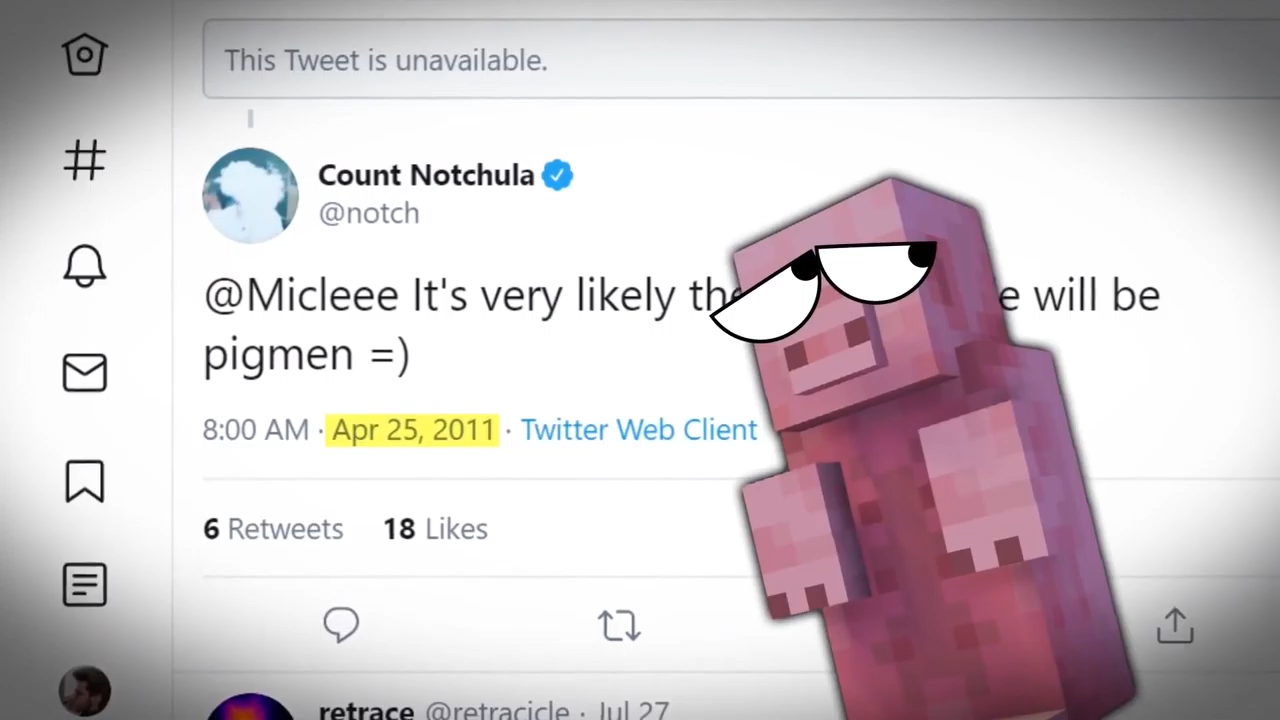 This Tweet is unavailable.
Count Notchula
@notch
@Micleee It's very likely will be
pigmen =)
8:00 AM · Apr 25, 2011 · Twitter Web Client
6 Retweets 18 Likes
retrace @retracicle · Jul 27